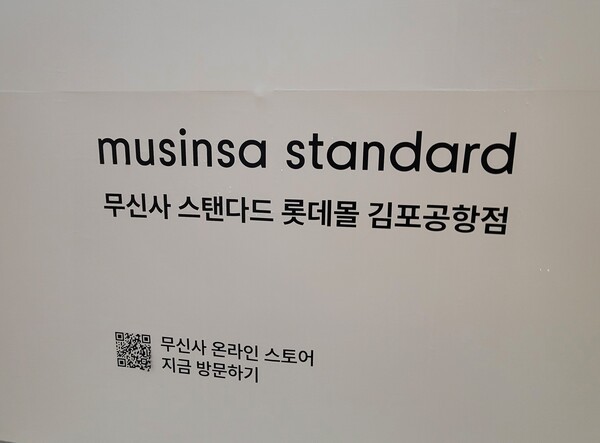 musinsa standard
무신사 스탠다드 롯데몰 김포공항점
무신사 온라인 스토어
지금 방문하기